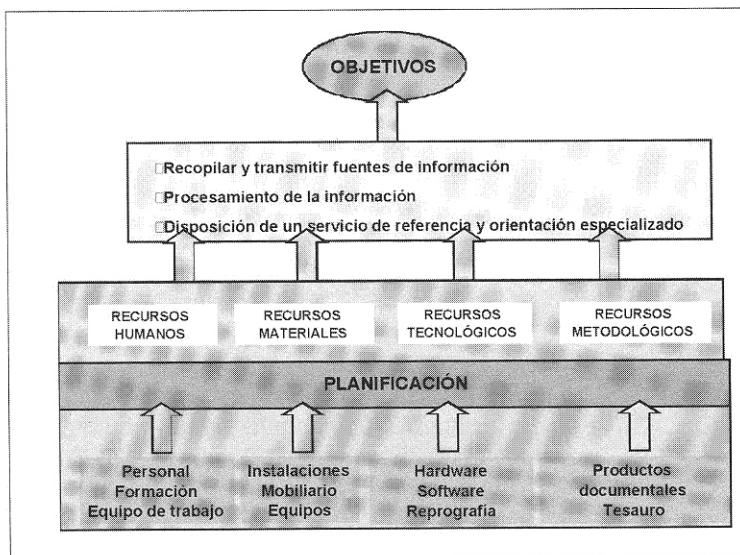 OBJETIVOS
□Recopilar y transmitir fuentes de información
□Procesamiento de la información
□Disposición de un servicio de referencia y orientación especializado
RECURSOS
HUMANOS
RECURSOS
MATERIALES
RECURSOS
TECNOLÓGICOS
RECURSOS
METODOLÓGICOS
PLANIFICACIÓN
Personal
Formación
Equipo de trabajo
Instalaciones
Mobiliario
Equipos
Hardware
Software
Reprografía
Productos
documentales
Tesauro